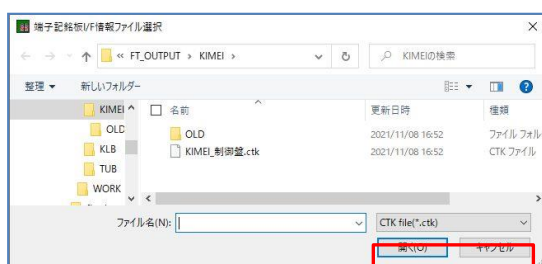 端子記銘板I/F情報ファイル選択
« FT_OUTPUT › KIMEI ›
KIMEIの検索
整理 新しいフォルダー
KIMEI
OLD
KLB
TUB
WORK
名前 更新日時 種類
OLD 2021/11/08 16:52 ファイル フォル
KIMEI_制御盤.ctk 2021/11/08 16:52 CTK ファイル
ファイル名(N):
CTK file(*.ctk)
開く(O) キャンセル